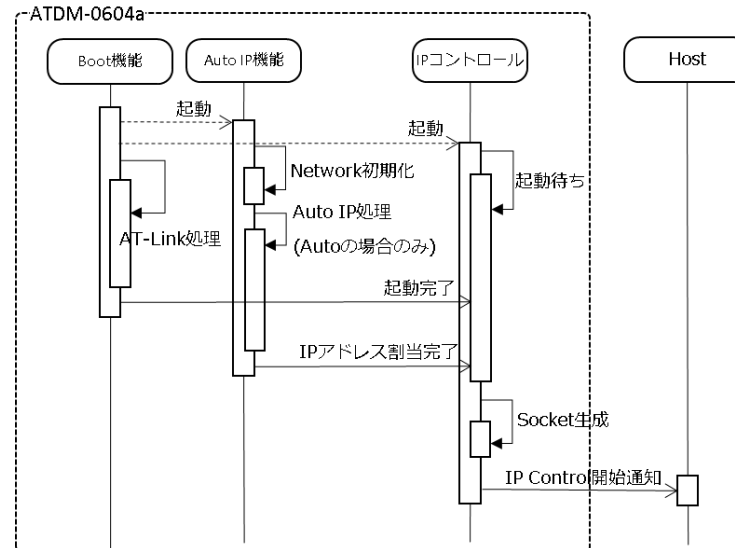 ATDM-0604a
Boot機能
Auto IP機能
IPコントロール
Host
起動
起動
Network初期化
起動待ち
Auto IP処理
AT-Link処理
(Autoの場合のみ)
起動完了
IPアドレス割当完了
Socket生成
IP Control開始通知